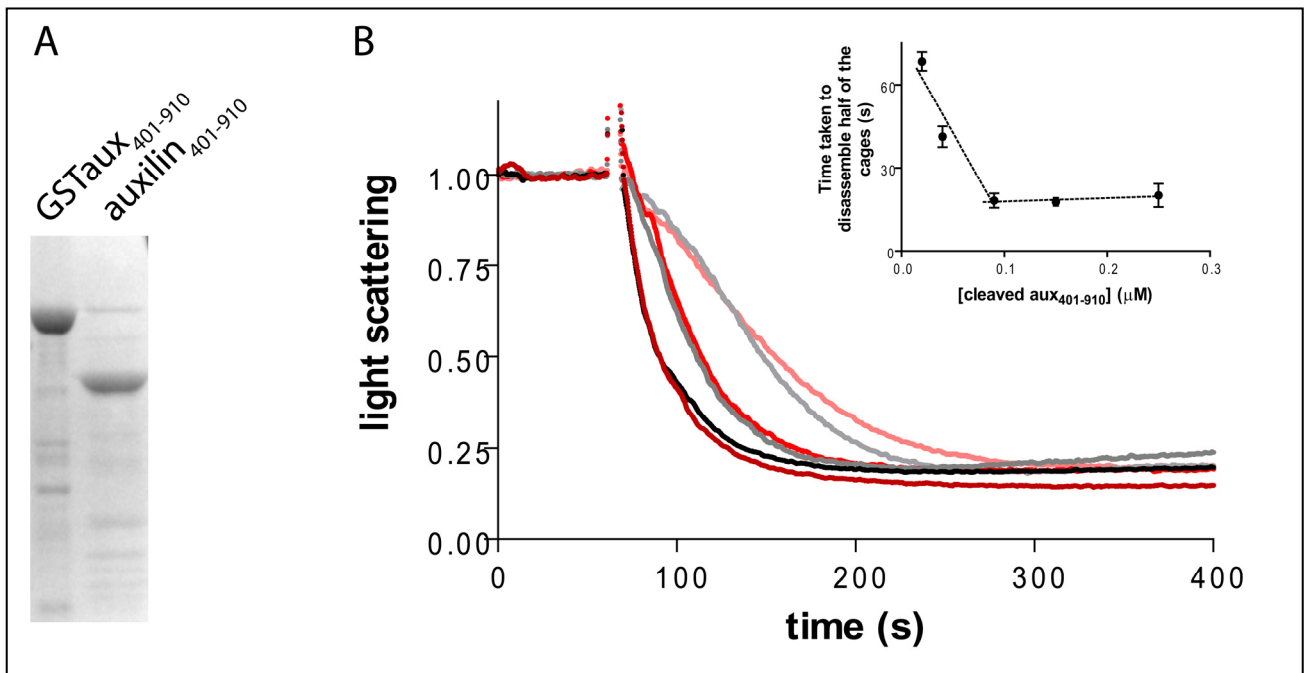 A
GSTaux401-910
auxilin401-910
B
light scattering
1.00
0.75
0.50
0.25
0.00
0
100
200
300
400
time (s)
Time taken to
disassemble half of the
cages (s)
60
30
0
0.0
0.1
0.2
0.3
[cleaved aux401-910] (μM)